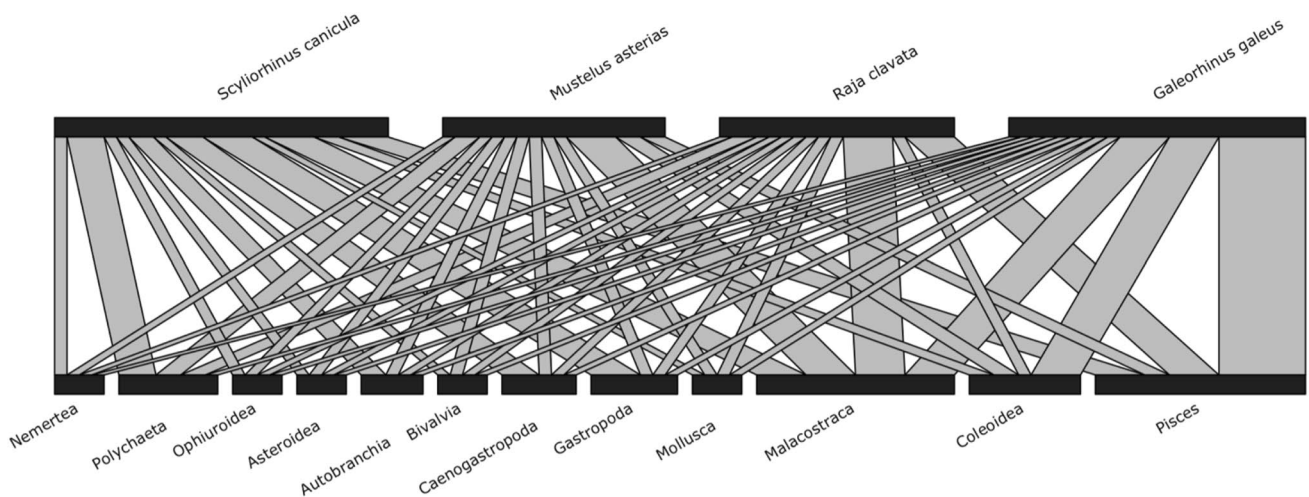 Scyliorhinus canicula
Mustelus asterias
Raja clavata
Galeorhinus galeus
Nemertea
Polychaeta
Ophiuroidea
Asteroidea
Autobranchia
Bivalvia
Caenogastropoda
Gastropoda
Mollusca
Malacostraca
Coleoidea
Pisces